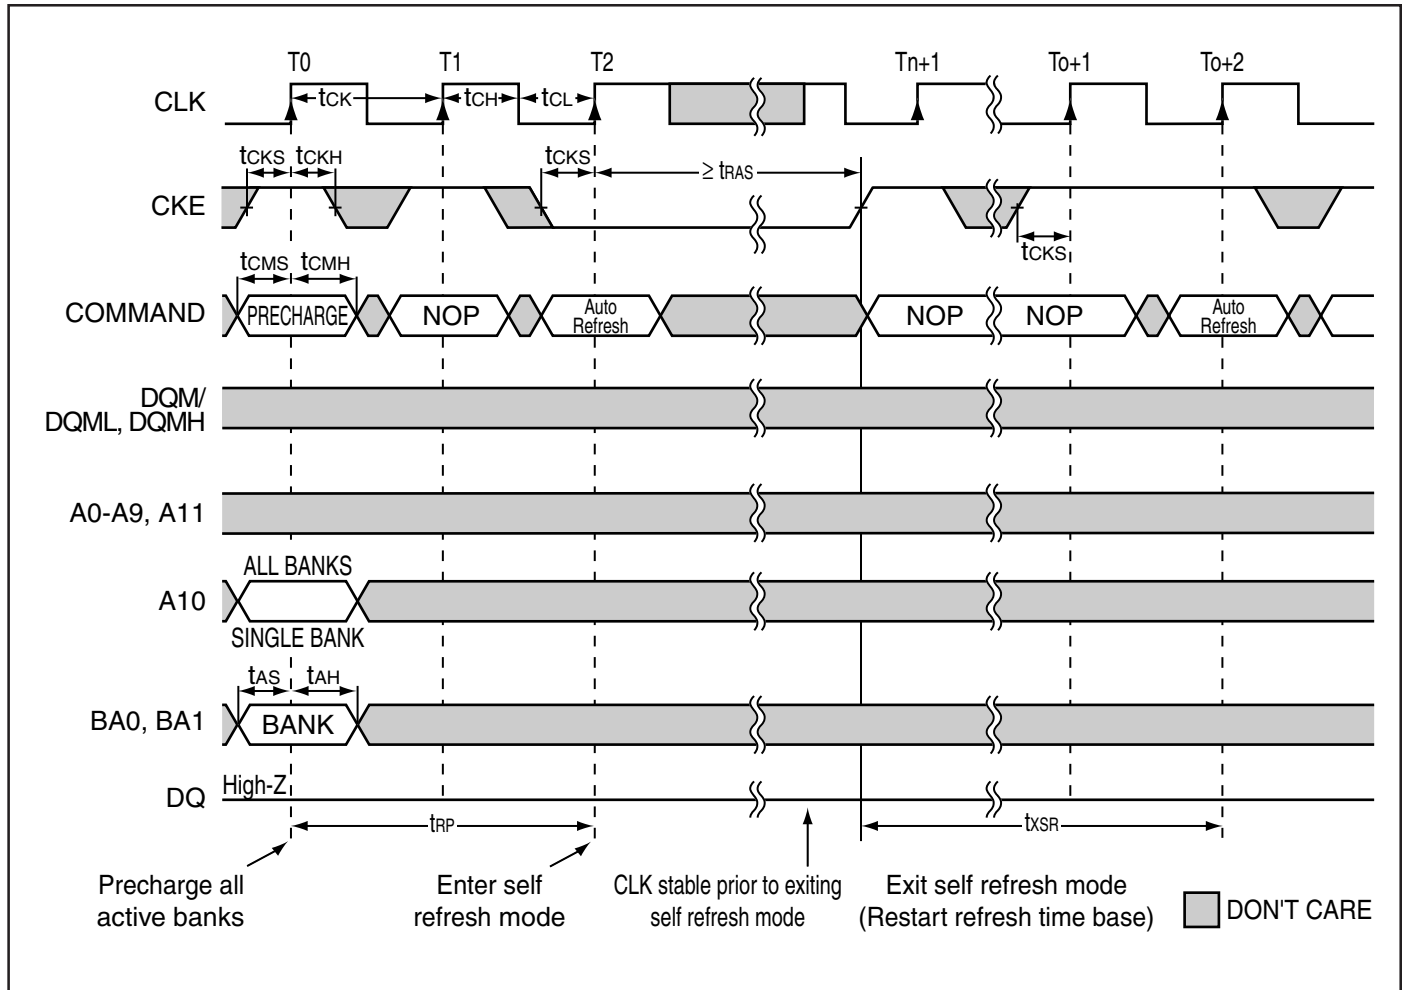 T0 T1 T2 Tn+1 To+1 To+2
CLK tCK tCH tCL
tCKS tCKH tCKS ≥ tRAS
CKE
tCKS
tCMS tCMH
COMMAND PRECHARGE NOP Auto Refresh NOP NOP Auto Refresh
DQM/
DQML, DQMH
A0-A9, A11
ALL BANKS
A10
SINGLE BANK
tAS tAH
BA0, BA1 BANK
DQ High-Z
tRP tXSR
Precharge all
active banks
Enter self
refresh mode
CLK stable prior to exiting
self refresh mode
Exit self refresh mode
(Restart refresh time base)
DON'T CARE